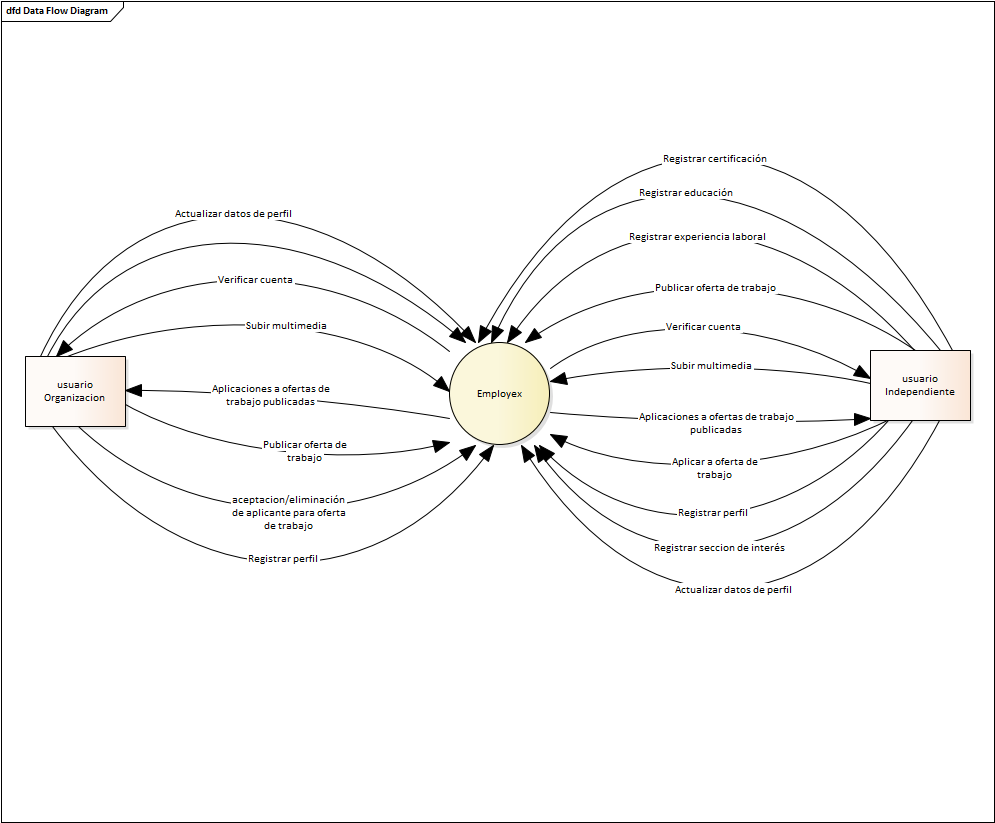 dfd Data Flow Diagram
Registrar certificación
Registrar educación
Actualizar datos de perfil
Registrar experiencia laboral
Verificar cuenta
Publicar oferta de trabajo
Subir multimedia
Verificar cuenta
Subir multimedia
usuario
Organizacion
Employex
usuario
Independiente
Aplicaciones a ofertas de
trabajo publicadas
Aplicaciones a ofertas de trabajo
publicadas
Publicar oferta de
trabajo
Aplicar a oferta de
trabajo
aceptacion/eliminación
de aplicante para oferta
de trabajo
Registrar perfil
Registrar seccion de interés
Registrar perfil
Actualizar datos de perfil